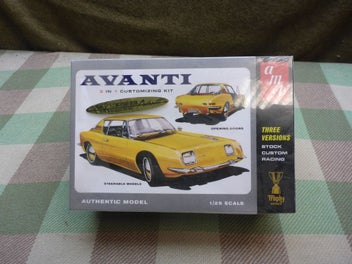 AVANTI
3 IN 1 CUSTOMIZING KIT
amt
OPENING DOORS
THREE
VERSIONS
STOCK
CUSTOM
RACING
STEERABLE WHEELS
Trophy
AUTHENTIC MODEL
1/25 SCALE